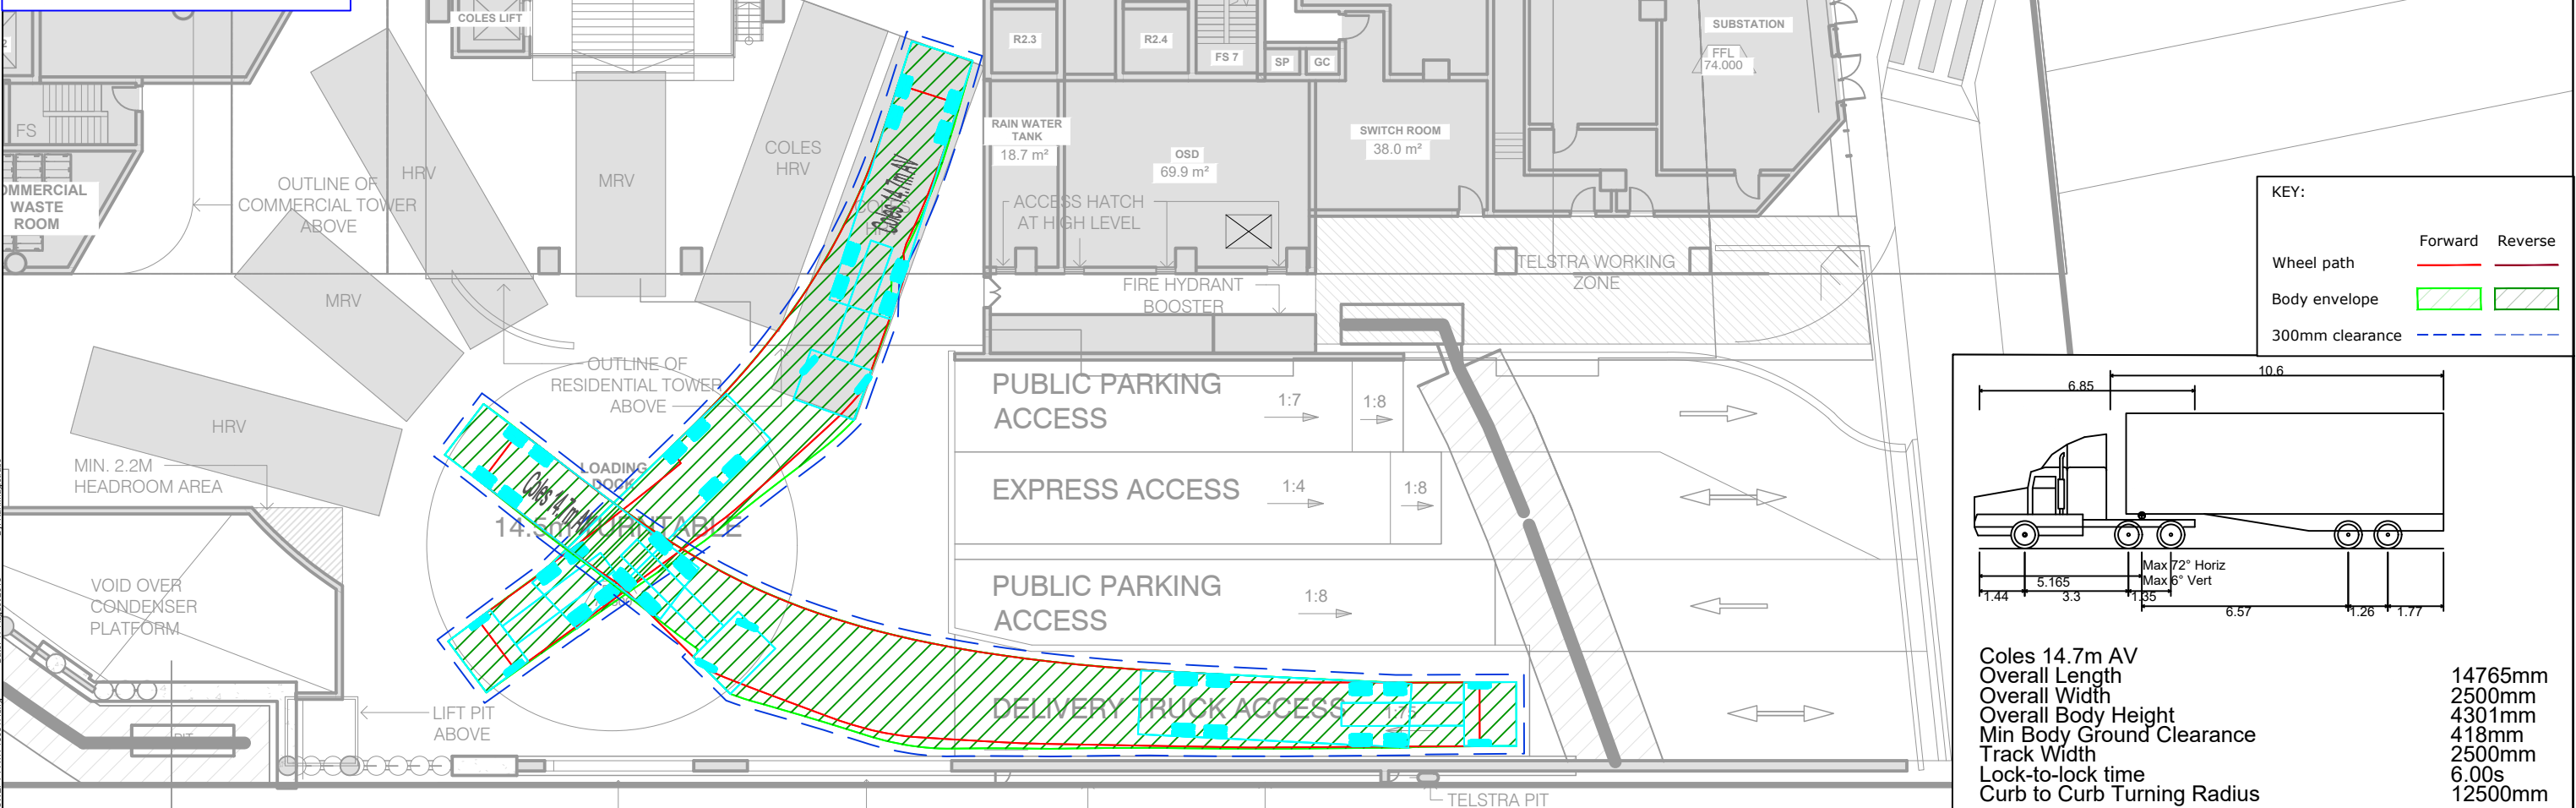 COLES LIFT
R2.3
R2.4
FS 7
SP
GC
SUBSTATION
FFL
74.000
FS
COMMERCIAL
WASTE
ROOM
OUTLINE OF
COMMERCIAL TOWER
ABOVE
HRV
MRV
COLES
HRV
Coles 14.7m AV
RAIN WATER
TANK
18.7 m²
OSD
69.9 m²
SWITCH ROOM
38.0 m²
ACCESS HATCH
AT HIGH LEVEL
TELSTRA WORKING
ZONE
FIRE HYDRANT
BOOSTER
MRV
HRV
OUTLINE OF
RESIDENTIAL TOWER
ABOVE
MIN. 2.2M
HEADROOM AREA
LOADING
DOCK
Coles 14.7m AV
14.5m TURNTABLE
VOID OVER
CONDENSER
PLATFORM
LIFT PIT
ABOVE
PUBLIC PARKING
ACCESS
1:7
1:8
EXPRESS ACCESS
1:4
1:8
PUBLIC PARKING
ACCESS
1:8
DELIVERY TRUCK ACCESS
TELSTRA PIT
KEY:
Forward Reverse
Wheel path
Body envelope
300mm clearance
10.6
6.85
Max 72° Horiz
Max 6° Vert
5.165
1.44
3.3
1.35
6.57
1.26
1.77
Coles 14.7m AV
Overall Length 14765mm
Overall Width 2500mm
Overall Body Height 4301mm
Min Body Ground Clearance 418mm
Track Width 2500mm
Lock-to-lock time 6.00s
Curb to Curb Turning Radius 12500mm